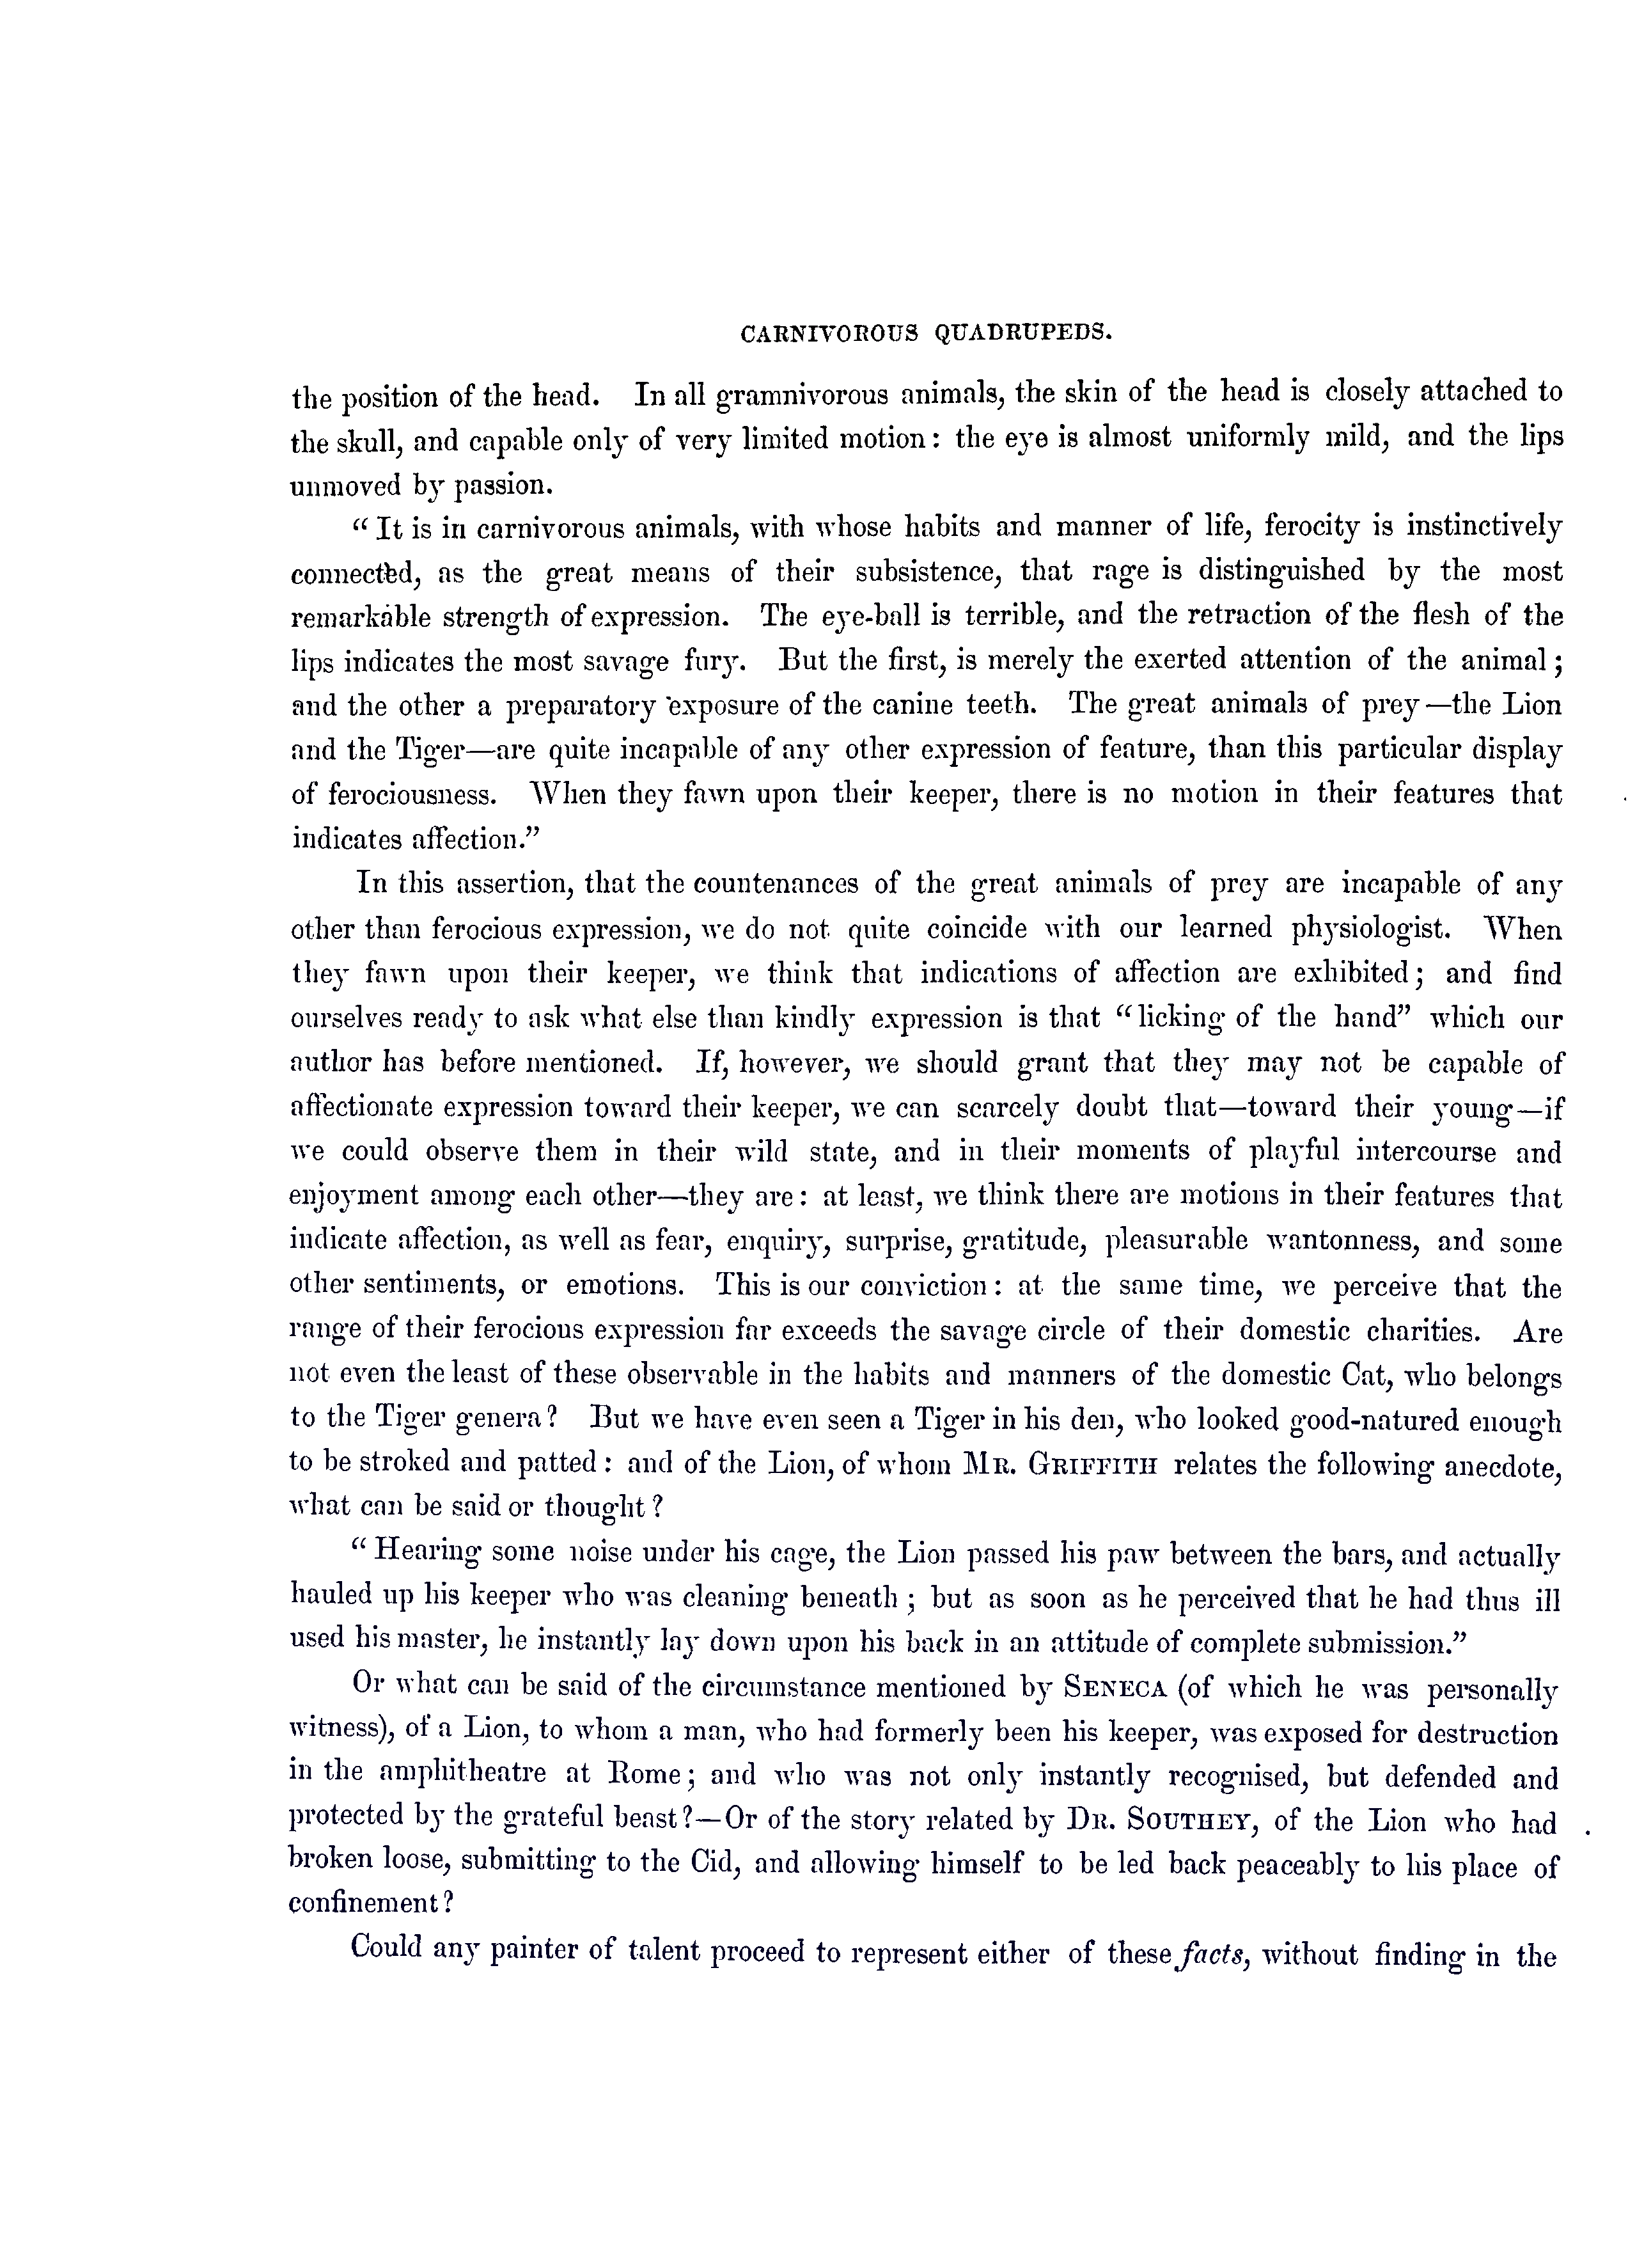 CARNIVOROUS QUADRUPEDS.
the position of the head. In all gramnivorous animals, the skin of the head is closely attached to
the skull, and capable only of very limited motion: the eye is almost uniformly mild, and the lips
unmoved by passion.
“It is in carnivorous animals, with whose habits and manner of life, ferocity is instinctively
connected, as the great means of their subsistence, that rage is distinguished by the most
remarkable strength of expression. The eye-ball is terrible, and the retraction of the flesh of the
lips indicates the most savage fury. But the first, is merely the exerted attention of the animal;
and the other a preparatory exposure of the canine teeth. The great animals of prey—the Lion
and the Tiger—are quite incapable of any other expression of feature, than this particular display
of ferociousness. When they fawn upon their keeper, there is no motion in their features that
indicates affection.”
In this assertion, that the countenances of the great animals of prey are incapable of any
other than ferocious expression, we do not quite coincide with our learned physiologist. When
they fawn upon their keeper, we think that indications of affection are exhibited; and find
ourselves ready to ask what else than kindly expression is that “licking of the hand” which our
author has before mentioned. If, however, we should grant that they may not be capable of
affectionate expression toward their keeper, we can scarcely doubt that—toward their young—if
we could observe them in their wild state, and in their moments of playful intercourse and
enjoyment among each other—they are: at least, we think there are motions in their features that
indicate affection, as well as fear, enquiry, surprise, gratitude, pleasurable wantonness, and some
other sentiments, or emotions. This is our conviction: at the same time, we perceive that the
range of their ferocious expression far exceeds the savage circle of their domestic charities. Are
not even the least of these observable in the habits and manners of the domestic Cat, who belongs
to the Tiger genera? But we have even seen a Tiger in his den, who looked good-natured enough
to be stroked and patted: and of the Lion, of whom MR. GRIFFITH relates the following anecdote,
what can be said or thought?
“Hearing some noise under his cage, the Lion passed his paw between the bars, and actually
hauled up his keeper who was cleaning beneath; but as soon as he perceived that he had thus ill
used his master, he instantly lay down upon his back in an attitude of complete submission.”
Or what can be said of the circumstance mentioned by SENECA (of which he was personally
witness), of a Lion, to whom a man, who had formerly been his keeper, was exposed for destruction
in the amphitheatre at Rome; and who was not only instantly recognised, but defended and
protected by the grateful beast?—Or of the story related by DR. SOUTHEY, of the Lion who had
broken loose, submitting to the Cid, and allowing himself to be led back peaceably to his place of
confinement?
Could any painter of talent proceed to represent either of these facts, without finding in the